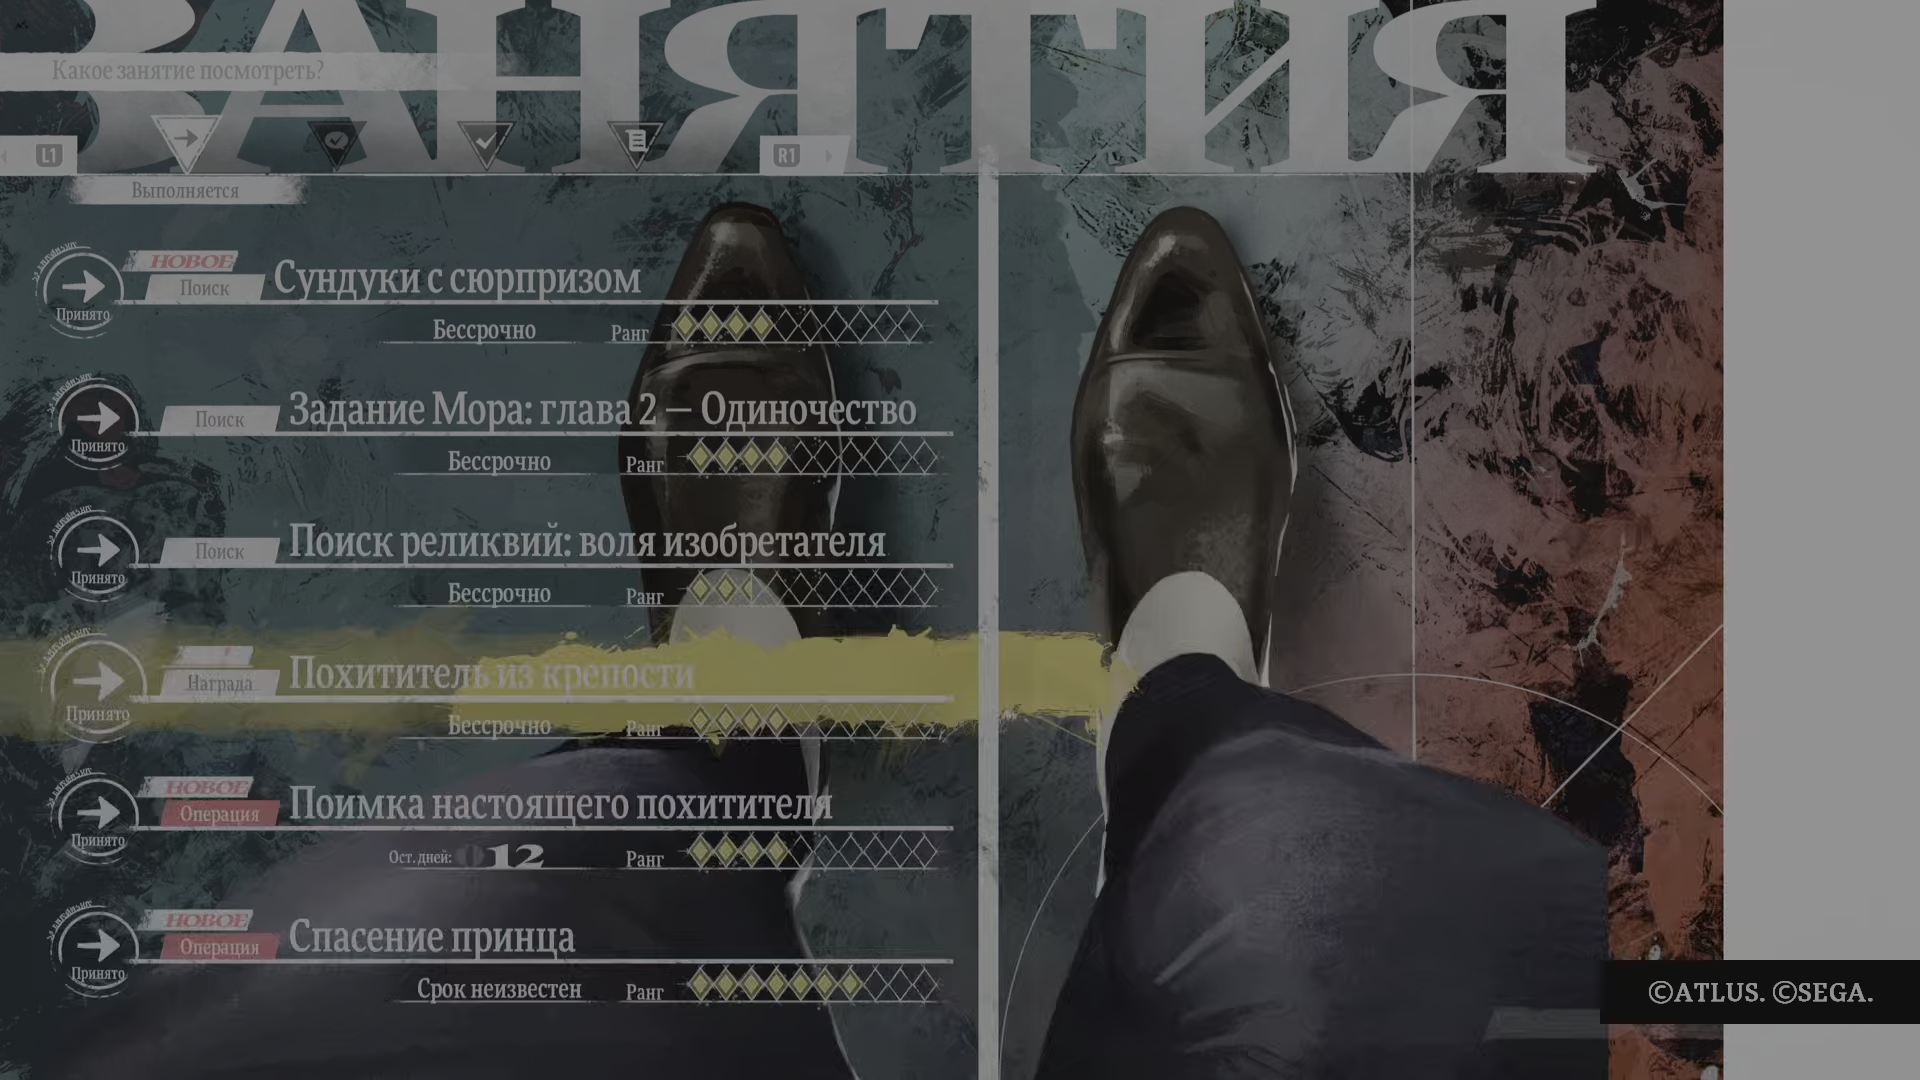 ЗАНЯТИЯ
Какое занятие посмотреть?
L1
R1
Выполняется
НОВОЕ
Поиск
Сундуки с сюрпризом
Принято
Бессрочно
Ранг
Поиск
Задание Мора: глава 2 — Одиночество
Принято
Бессрочно
Ранг
Поиск
Поиск реликвий: воля изобретателя
Принято
Бессрочно
Ранг
Награда
Похититель из крепости
Принято
Бессрочно
Ранг
НОВОЕ
Операция
Поимка настоящего похитителя
Принято
Ост. дней: 012
Ранг
НОВОЕ
Операция
Спасение принца
Принято
Срок неизвестен
Ранг
©ATLUS. ©SEGA.